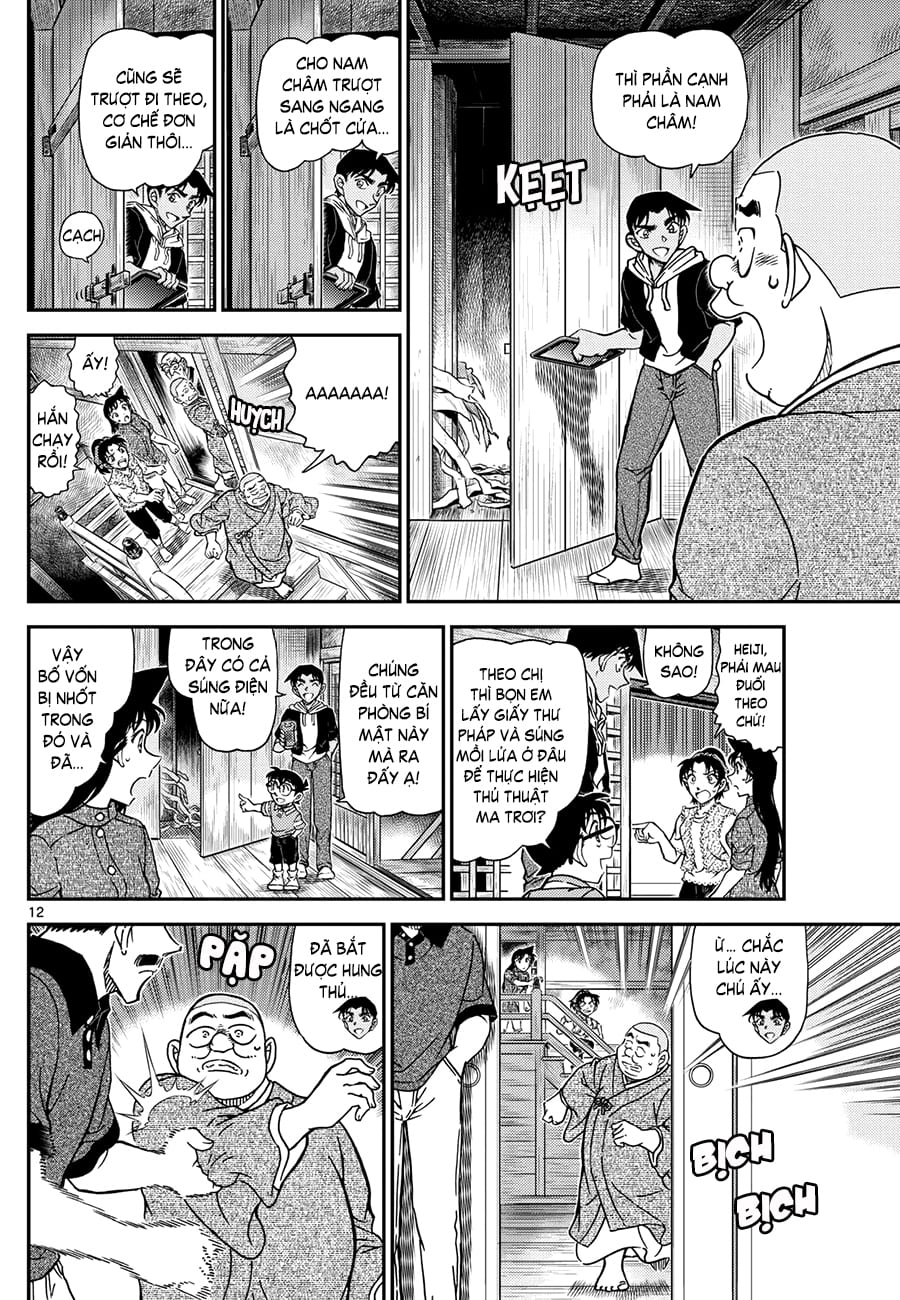 THÌ PHẦN CẠNH
PHẢI LÀ NAM
CHÂM!
KẸẸT
CHO NAM
CHÂM TRƯỢT
SANG NGANG
LÀ CHỐT CỬA...
CŨNG SẼ
TRƯỢT ĐI THEO,
CƠ CHẾ ĐƠN
GIẢN THÔI...
CẠCH
AAAAAAA!
HUỴCH
ẤY!
HẮN
CHẠY
RỒI!
HEIJI,
PHẢI MAU
ĐUỔI
THEO
CHỨ!
KHÔNG
SAO!
THEO CHỊ
THÌ BỌN EM
LẤY GIẤY THƯ
PHÁP VÀ SÚNG
MỒI LỬA Ở ĐÂU
ĐỂ THỰC HIỆN
THỦ THUẬT
MA TRƠI?
CHÚNG
ĐỀU TỪ CĂN
PHÒNG BÍ
MẬT NÀY
MÀ RA
ĐẤY Ạ!
TRONG
ĐÂY CÓ CẢ
SÚNG ĐIỆN
NỮA!
VẬY
BỐ VỐN
BỊ NHỐT
TRONG
ĐÓ VÀ
ĐÃ...
12
Ừ... CHẮC
LÚC NÀY
CHÚ ẤY...
BỊCH
BỊCH
ĐÃ BẮT
ĐƯỢC HUNG
THỦ...
PẶP